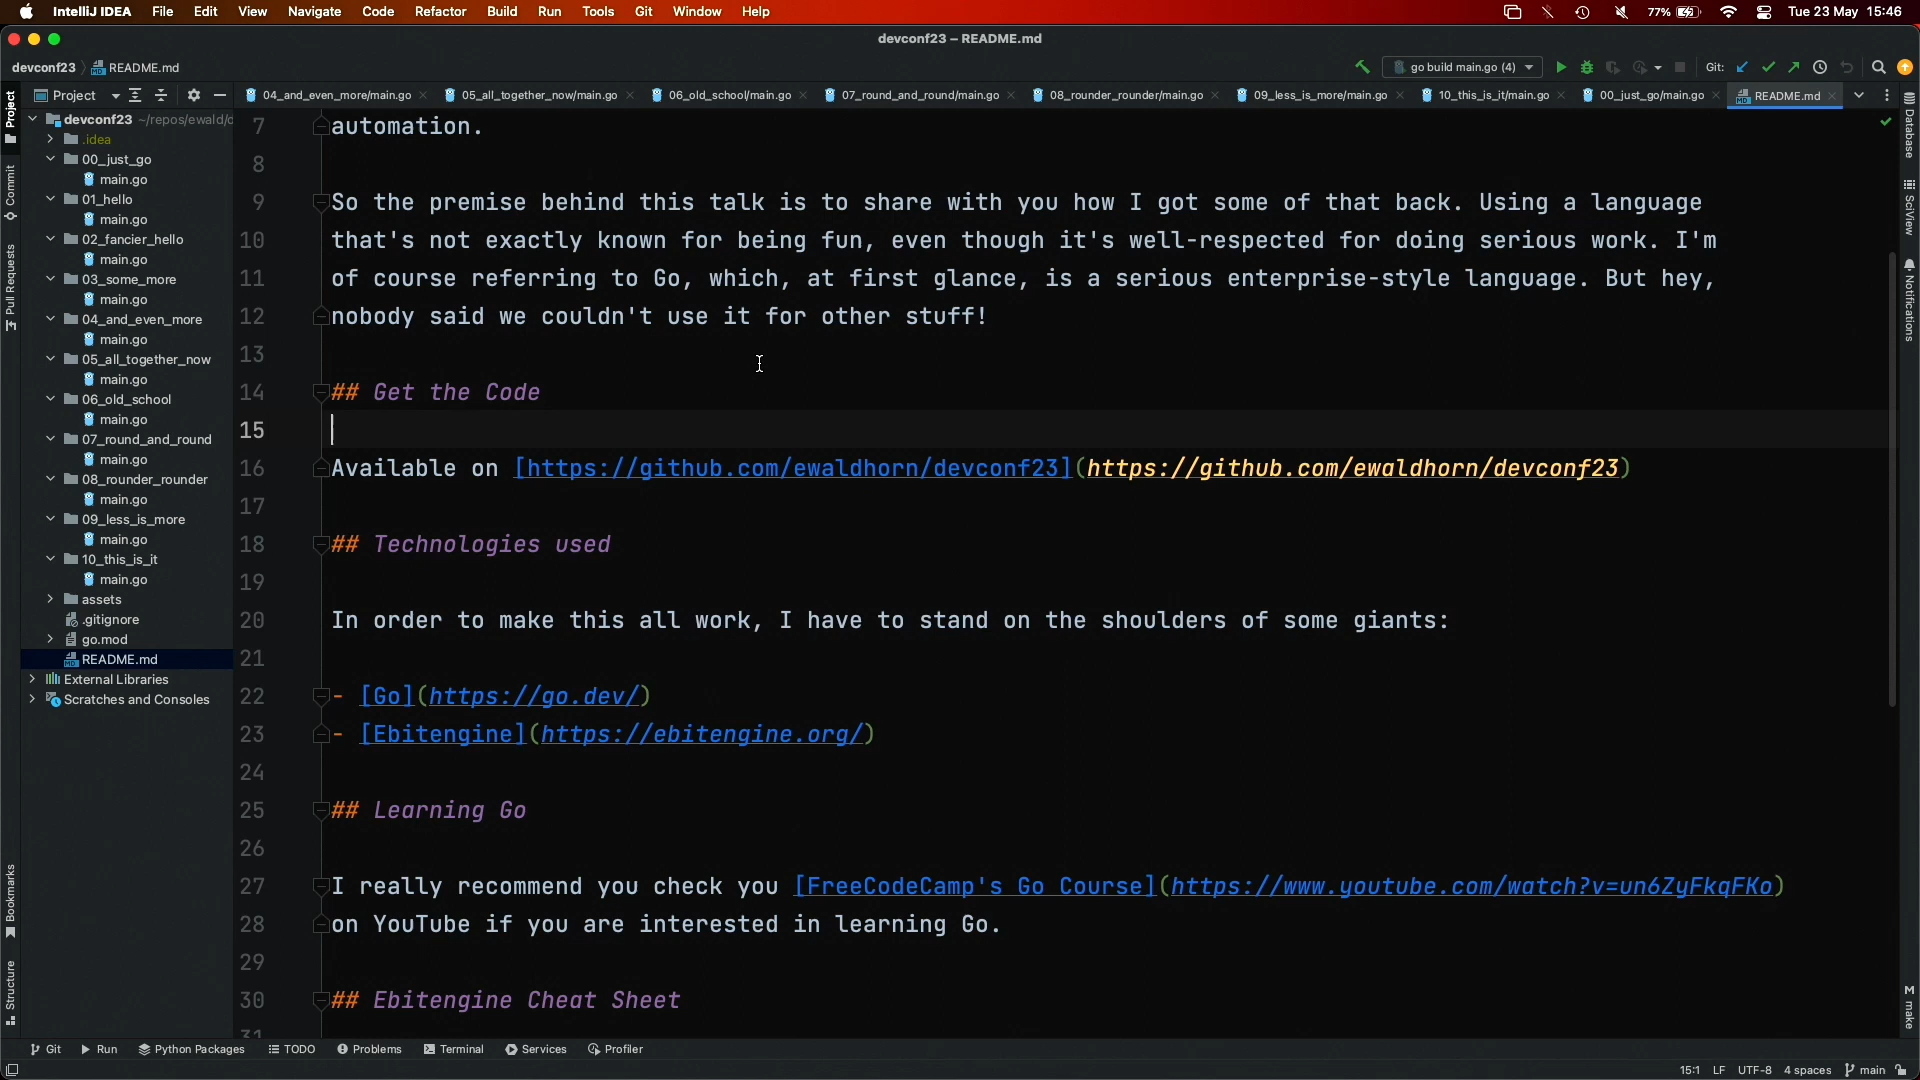 IntelliJ IDEA File Edit View Navigate Code Refactor Build Run Tools Git Window Help 77% Tue 23 May 15:46
devconf23 – README.md
devconf23 README.md go build main.go (4) Git:
Project 04_and_even_more/main.go 05_all_together_now/main.go 06_old_school/main.go 07_round_and_round/main.go 08_rounder_rounder/main.go 09_less_is_more/main.go 10_this_is_it/main.go 00_just_go/main.go README.md
Project
Commit
Pull Requests
Bookmarks
Structure
devconf23 ~/repos/ewald/d
.idea
00_just_go
main.go
01_hello
main.go
02_fancier_hello
main.go
03_some_more
main.go
04_and_even_more
main.go
05_all_together_now
main.go
06_old_school
main.go
07_round_and_round
main.go
08_rounder_rounder
main.go
09_less_is_more
main.go
10_this_is_it
main.go
assets
.gitignore
go.mod
README.md
External Libraries
Scratches and Consoles
7 automation.
8
9 So the premise behind this talk is to share with you how I got some of that back. Using a language
10 that's not exactly known for being fun, even though it's well-respected for doing serious work. I'm
11 of course referring to Go, which, at first glance, is a serious enterprise-style language. But hey,
12 nobody said we couldn't use it for other stuff!
13
14 ## Get the Code
15
16 Available on [https://github.com/ewaldhorn/devconf23](https://github.com/ewaldhorn/devconf23)
17
18 ## Technologies used
19
20 In order to make this all work, I have to stand on the shoulders of some giants:
21
22 - [Go](https://go.dev/)
23 - [Ebitengine](https://ebitengine.org/)
24
25 ## Learning Go
26
27 I really recommend you check you [FreeCodeCamp's Go Course](https://www.youtube.com/watch?v=un6ZyFkqFKo)
28 on YouTube if you are interested in learning Go.
29
30 ## Ebitengine Cheat Sheet
31
Database
SciView
Notifications
M make
Git Run Python Packages TODO Problems Terminal Services Profiler
15:1 LF UTF-8 4 spaces main